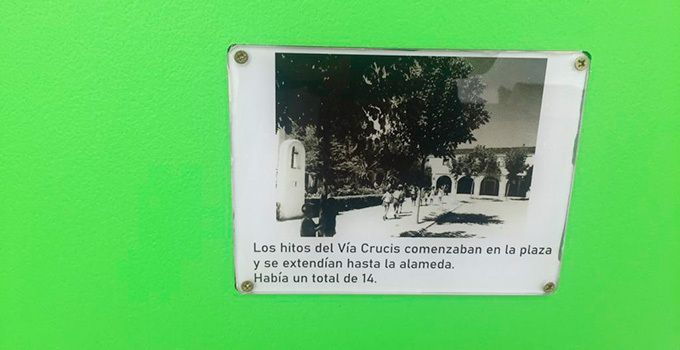 Los hitos del Vía Crucis comenzaban en la plaza
y se extendían hasta la alameda.
Había un total de 14.